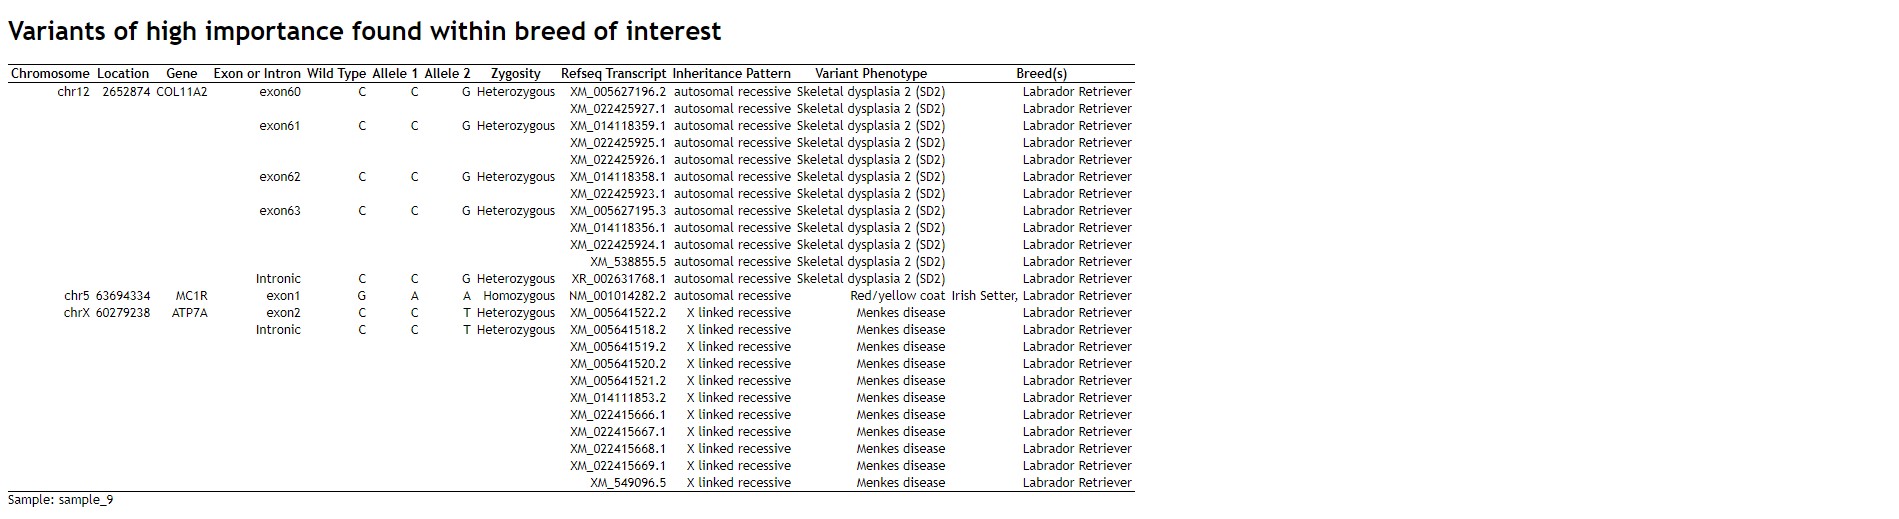 Variants of high importance found within breed of interest
Chromosome Location Gene Exon or Intron Wild Type Allele 1 Allele 2 Zygosity Refseq Transcript Inheritance Pattern Variant Phenotype Breed(s)
chr12 2652874 COL11A2 exon60 C C G Heterozygous XM_005627196.2 autosomal recessive Skeletal dysplasia 2 (SD2) Labrador Retriever
XM_022425927.1 autosomal recessive Skeletal dysplasia 2 (SD2) Labrador Retriever
exon61 C C G Heterozygous XM_014118359.1 autosomal recessive Skeletal dysplasia 2 (SD2) Labrador Retriever
XM_022425925.1 autosomal recessive Skeletal dysplasia 2 (SD2) Labrador Retriever
XM_022425926.1 autosomal recessive Skeletal dysplasia 2 (SD2) Labrador Retriever
exon62 C C G Heterozygous XM_014118358.1 autosomal recessive Skeletal dysplasia 2 (SD2) Labrador Retriever
XM_022425923.1 autosomal recessive Skeletal dysplasia 2 (SD2) Labrador Retriever
exon63 C C G Heterozygous XM_005627195.3 autosomal recessive Skeletal dysplasia 2 (SD2) Labrador Retriever
XM_014118356.1 autosomal recessive Skeletal dysplasia 2 (SD2) Labrador Retriever
XM_022425924.1 autosomal recessive Skeletal dysplasia 2 (SD2) Labrador Retriever
XM_538855.5 autosomal recessive Skeletal dysplasia 2 (SD2) Labrador Retriever
Intronic C C G Heterozygous XR_002631768.1 autosomal recessive Skeletal dysplasia 2 (SD2) Labrador Retriever
chr5 63694334 MC1R exon1 G A A Homozygous NM_001014282.2 autosomal recessive Red/yellow coat Irish Setter, Labrador Retriever
chrX 60279238 ATP7A exon2 C C T Heterozygous XM_005641522.2 X linked recessive Menkes disease Labrador Retriever
Intronic C C T Heterozygous XM_005641518.2 X linked recessive Menkes disease Labrador Retriever
XM_005641519.2 X linked recessive Menkes disease Labrador Retriever
XM_005641520.2 X linked recessive Menkes disease Labrador Retriever
XM_005641521.2 X linked recessive Menkes disease Labrador Retriever
XM_014111853.2 X linked recessive Menkes disease Labrador Retriever
XM_022415666.1 X linked recessive Menkes disease Labrador Retriever
XM_022415667.1 X linked recessive Menkes disease Labrador Retriever
XM_022415668.1 X linked recessive Menkes disease Labrador Retriever
XM_022415669.1 X linked recessive Menkes disease Labrador Retriever
XM_549096.5 X linked recessive Menkes disease Labrador Retriever
Sample: sample_9